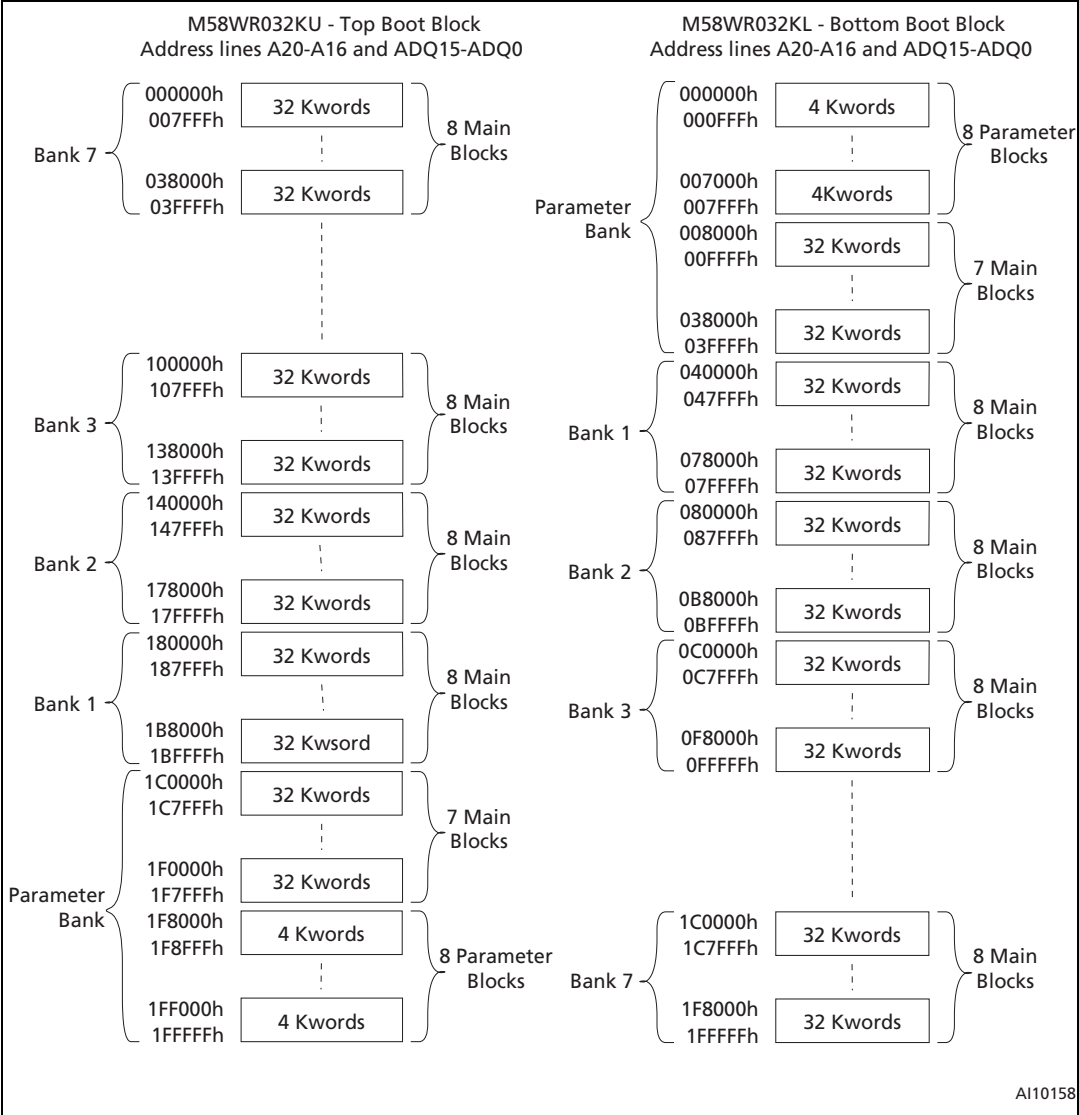 M58WR032KU - Top Boot Block
Address lines A20-A16 and ADQ15-ADQ0
000000h
007FFFh
32 Kwords
Bank 7
8 Main
Blocks
038000h
03FFFFh
32 Kwords
100000h
107FFFh
32 Kwords
Bank 3
8 Main
Blocks
138000h
13FFFFh
32 Kwords
140000h
147FFFh
32 Kwords
Bank 2
8 Main
Blocks
178000h
17FFFFh
32 Kwords
180000h
187FFFh
32 Kwords
Bank 1
8 Main
Blocks
1B8000h
1BFFFFh
32 Kwsord
1C0000h
1C7FFFh
32 Kwords
7 Main
Blocks
1F0000h
1F7FFFh
32 Kwords
Parameter
Bank
1F8000h
1F8FFFh
4 Kwords
8 Parameter
Blocks
1FF000h
1FFFFFh
4 Kwords
M58WR032KL - Bottom Boot Block
Address lines A20-A16 and ADQ15-ADQ0
000000h
000FFFh
4 Kwords
8 Parameter
Blocks
007000h
007FFFh
4Kwords
Parameter
Bank
008000h
00FFFFh
32 Kwords
7 Main
Blocks
038000h
03FFFFh
32 Kwords
040000h
047FFFh
32 Kwords
Bank 1
8 Main
Blocks
078000h
07FFFFh
32 Kwords
080000h
087FFFh
32 Kwords
Bank 2
8 Main
Blocks
0B8000h
0BFFFFh
32 Kwords
0C0000h
0C7FFFh
32 Kwords
Bank 3
8 Main
Blocks
0F8000h
0FFFFFh
32 Kwords
1C0000h
1C7FFFh
32 Kwords
Bank 7
8 Main
Blocks
1F8000h
1FFFFFh
32 Kwords
AI10158